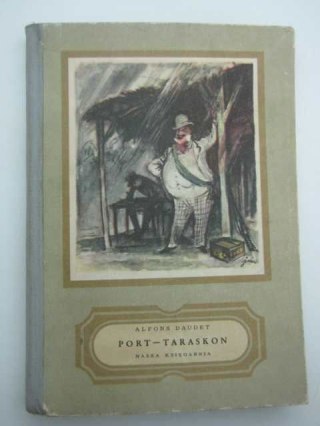 ALFONS DAUDET
PORT-TARASKON
NASZA KSIĘGARNIA